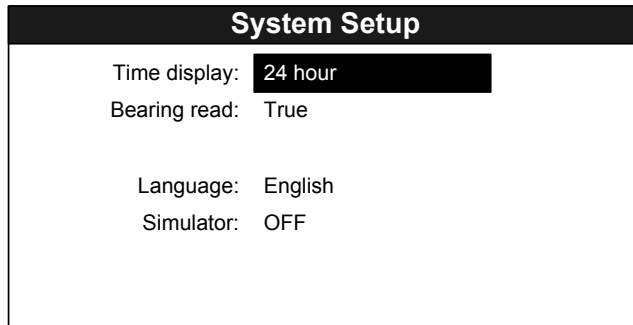 System Setup
Time display: 24 hour
Bearing read: True
Language: English
Simulator: OFF